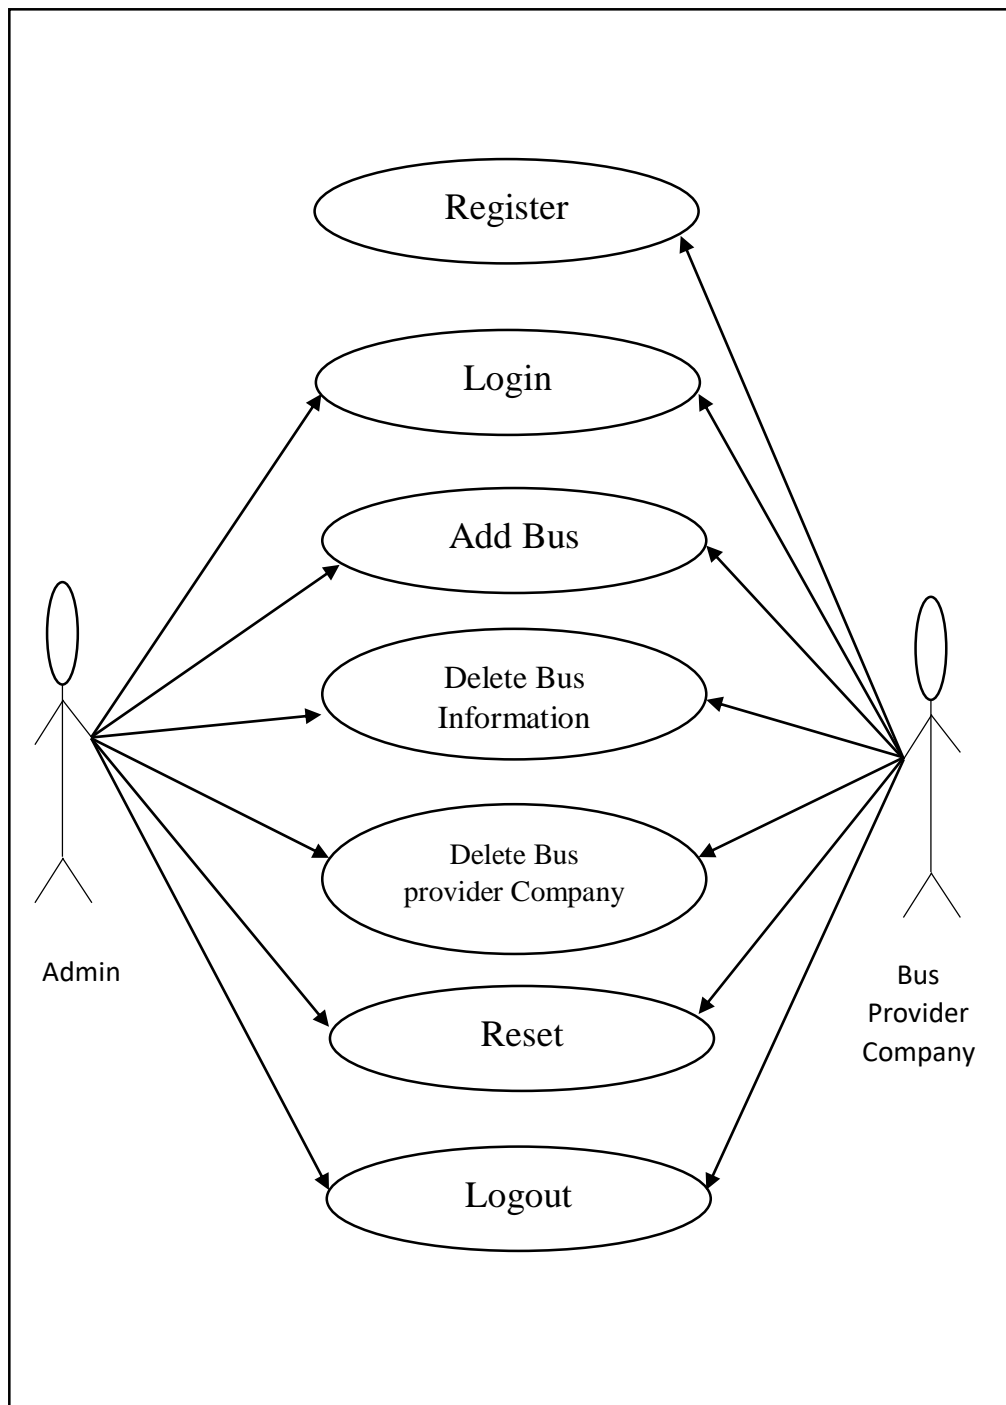 Register
Login
Add Bus
Delete Bus
Information
Delete Bus
provider Company
Admin
Bus
Provider
Company
Reset
Logout